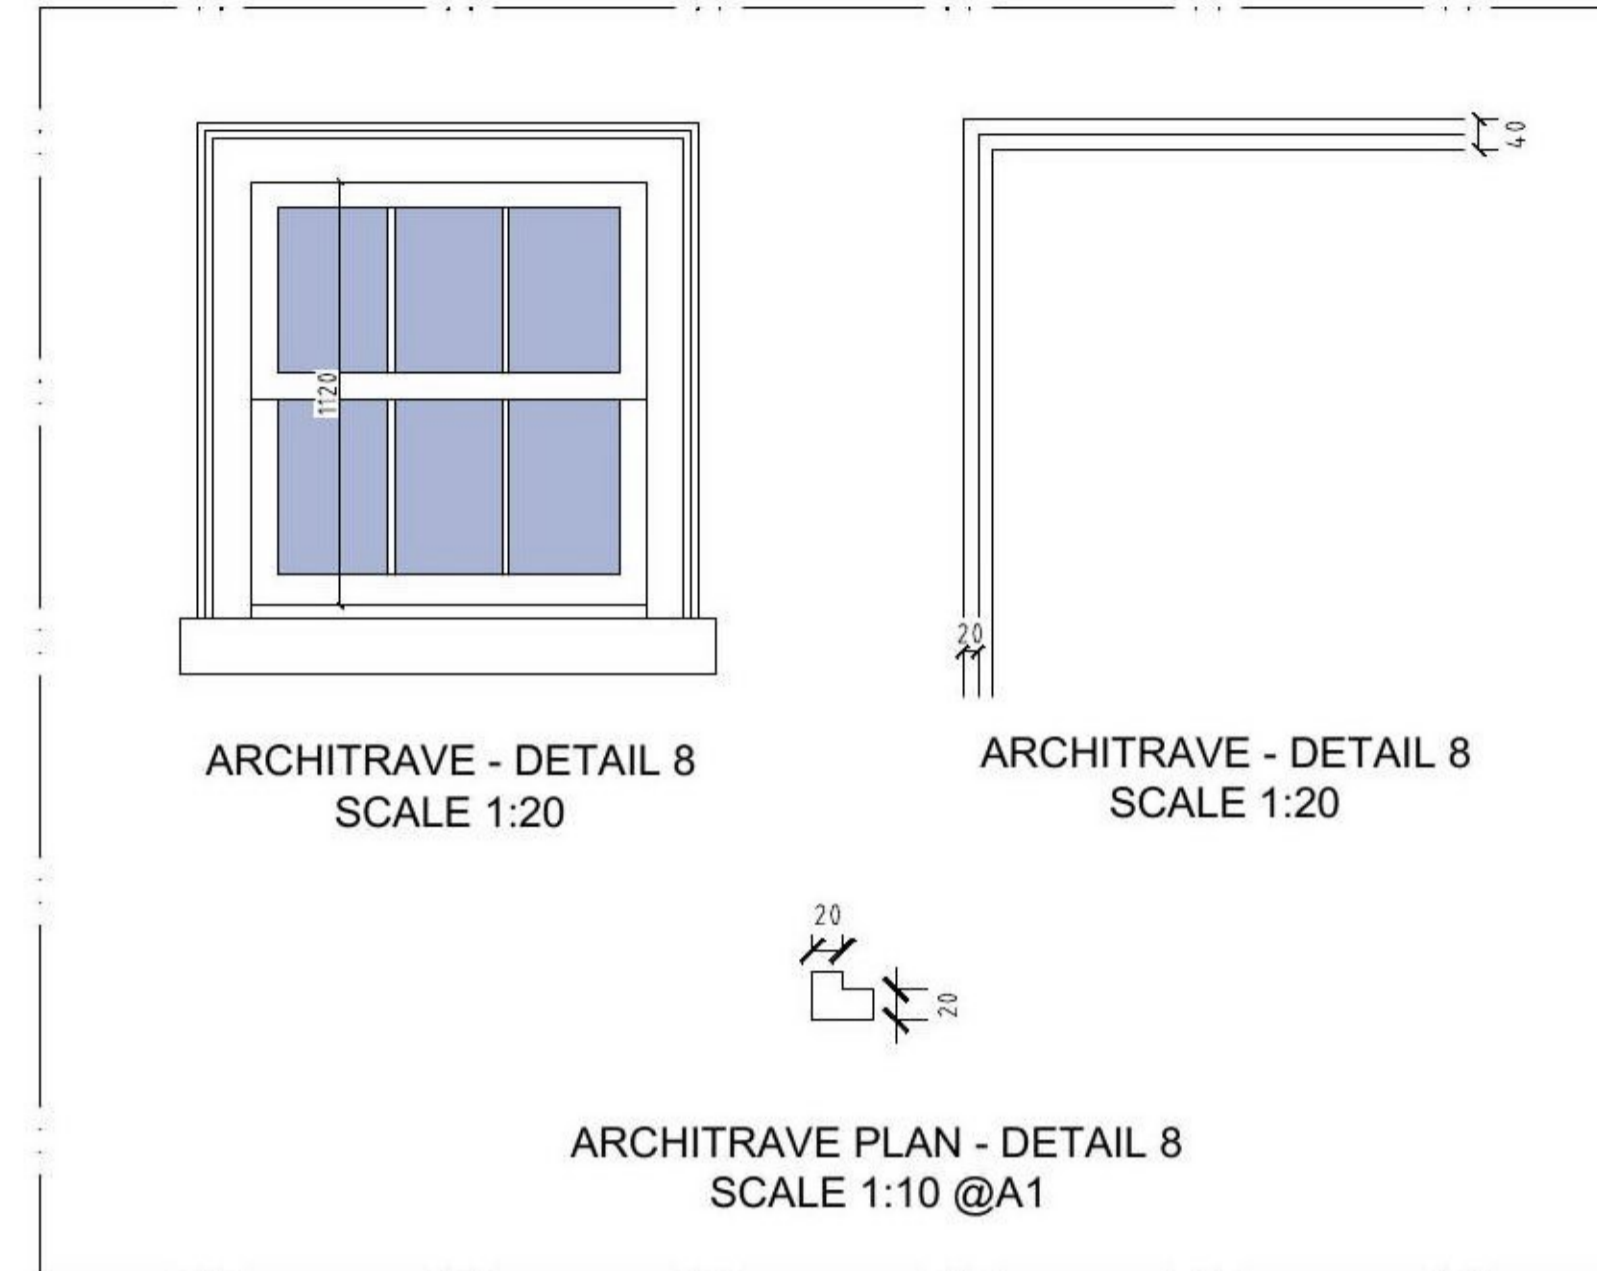 40
1120
20
ARCHITRAVE - DETAIL 8
SCALE 1:20
ARCHITRAVE - DETAIL 8
SCALE 1:20
20
20
ARCHITRAVE PLAN - DETAIL 8
SCALE 1:10 @A1